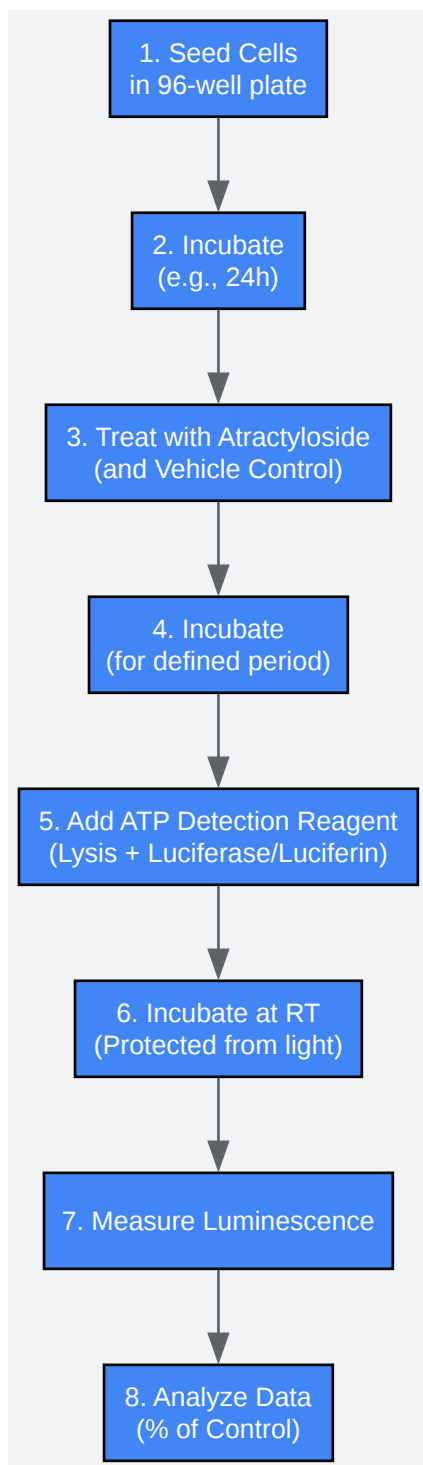 1. Seed Cells
in 96-well plate
2. Incubate
(e.g., 24h)
3. Treat with Atractyloside
(and Vehicle Control)
4. Incubate
(for defined period)
5. Add ATP Detection Reagent
(Lysis + Luciferase/Luciferin)
6. Incubate at RT
(Protected from light)
7. Measure Luminescence
8. Analyze Data
(% of Control)